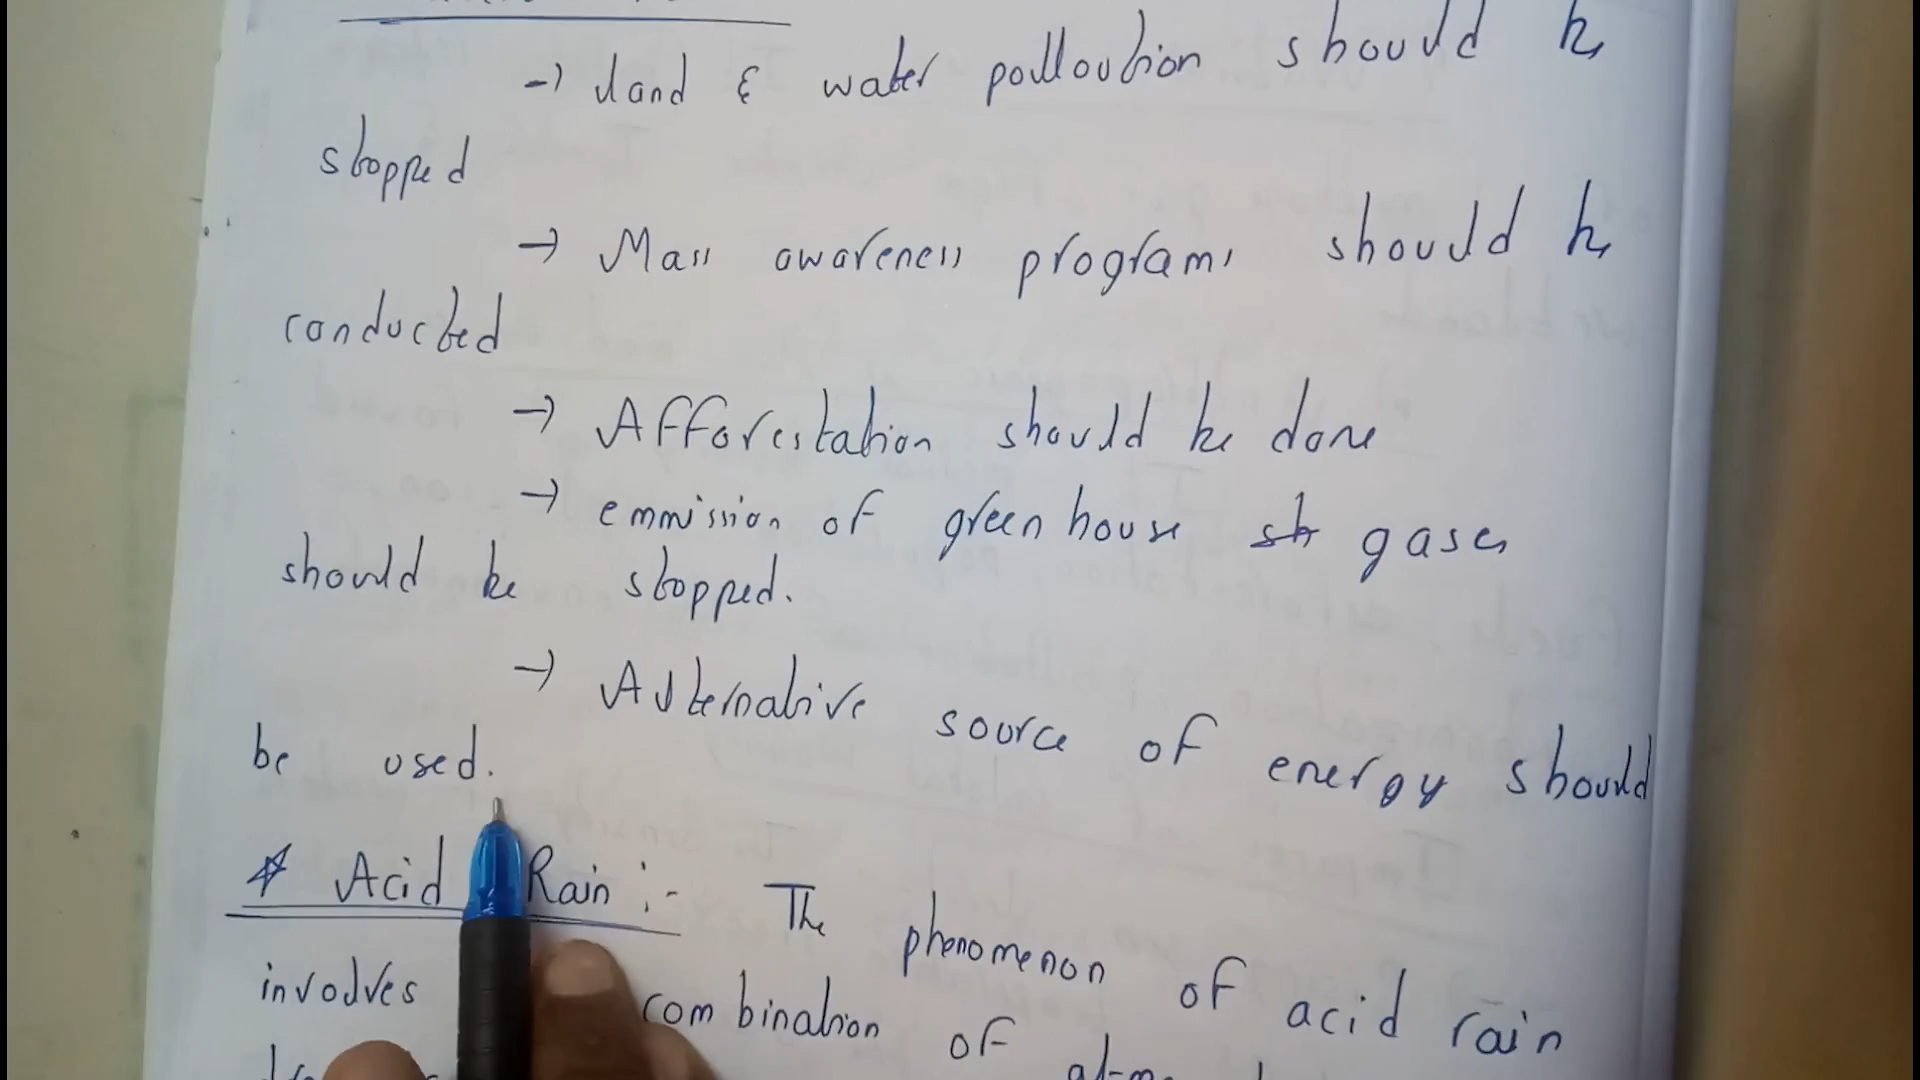 → land & water polloution should be
stopped
→ Mass awareness programs should be
conducted
→ Afforestation should be done
→ emmission of green house gases
should be stopped.
→ Alternative source of energy should
be used.
* Acid Rain :- The phenomenon of acid rain
involves combination of